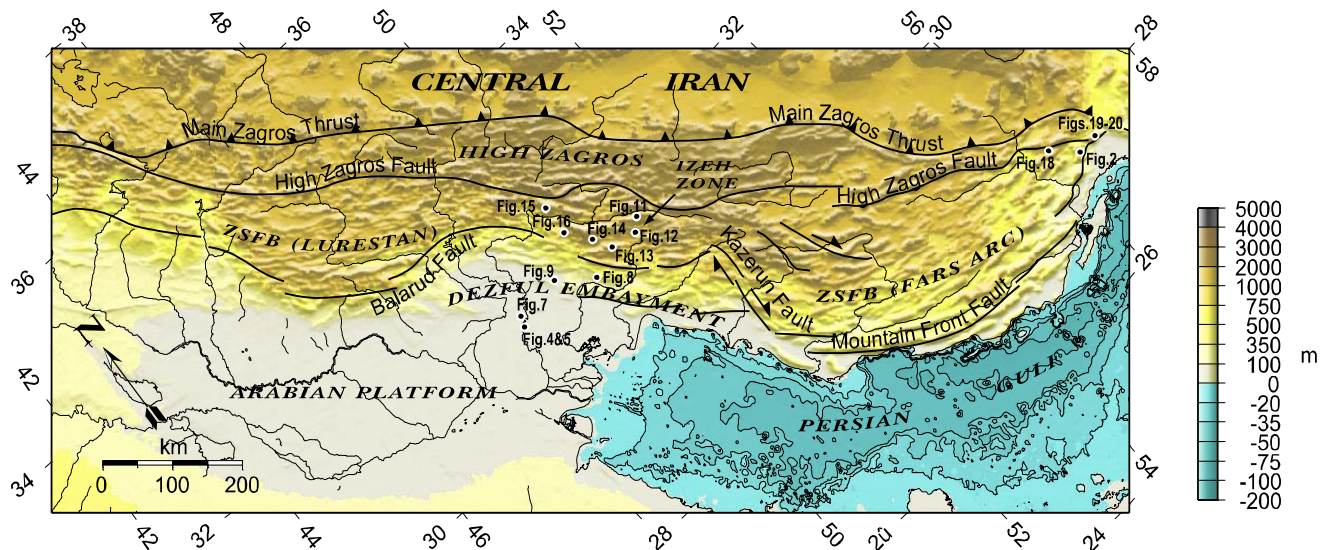 38 48 36 50 34 52 32 56 30 28
58
CENTRAL IRAN
Main Zagros Thrust
Main Zagros Thrust
Figs.19-20
HIGH ZAGROS
IZEH
ZONE
High Zagros Fault
High Zagros Fault
Fig.18
Fig.2
44
Fig.15
Fig.11
Fig.16
Fig.14
Fig.12
Fig.13
ZSFB (LURESTAN)
Balarud Fault
Kazerun Fault
ZSFB (FARS ARC)
26
36
Fig.9
Fig.8
DEZFUL EMBAYMENT
Fig.7
Fig.4&5
Mountain Front Fault
N
42
ARABIAN PLATFORM
PERSIAN GULF
km
0 100 200
34
54
42 32 44 30 46 28 50 26 52 24
5000
4000
3000
2000
1000
750
500
350
100
0
-20
-35
-50
-75
-100
-200
m